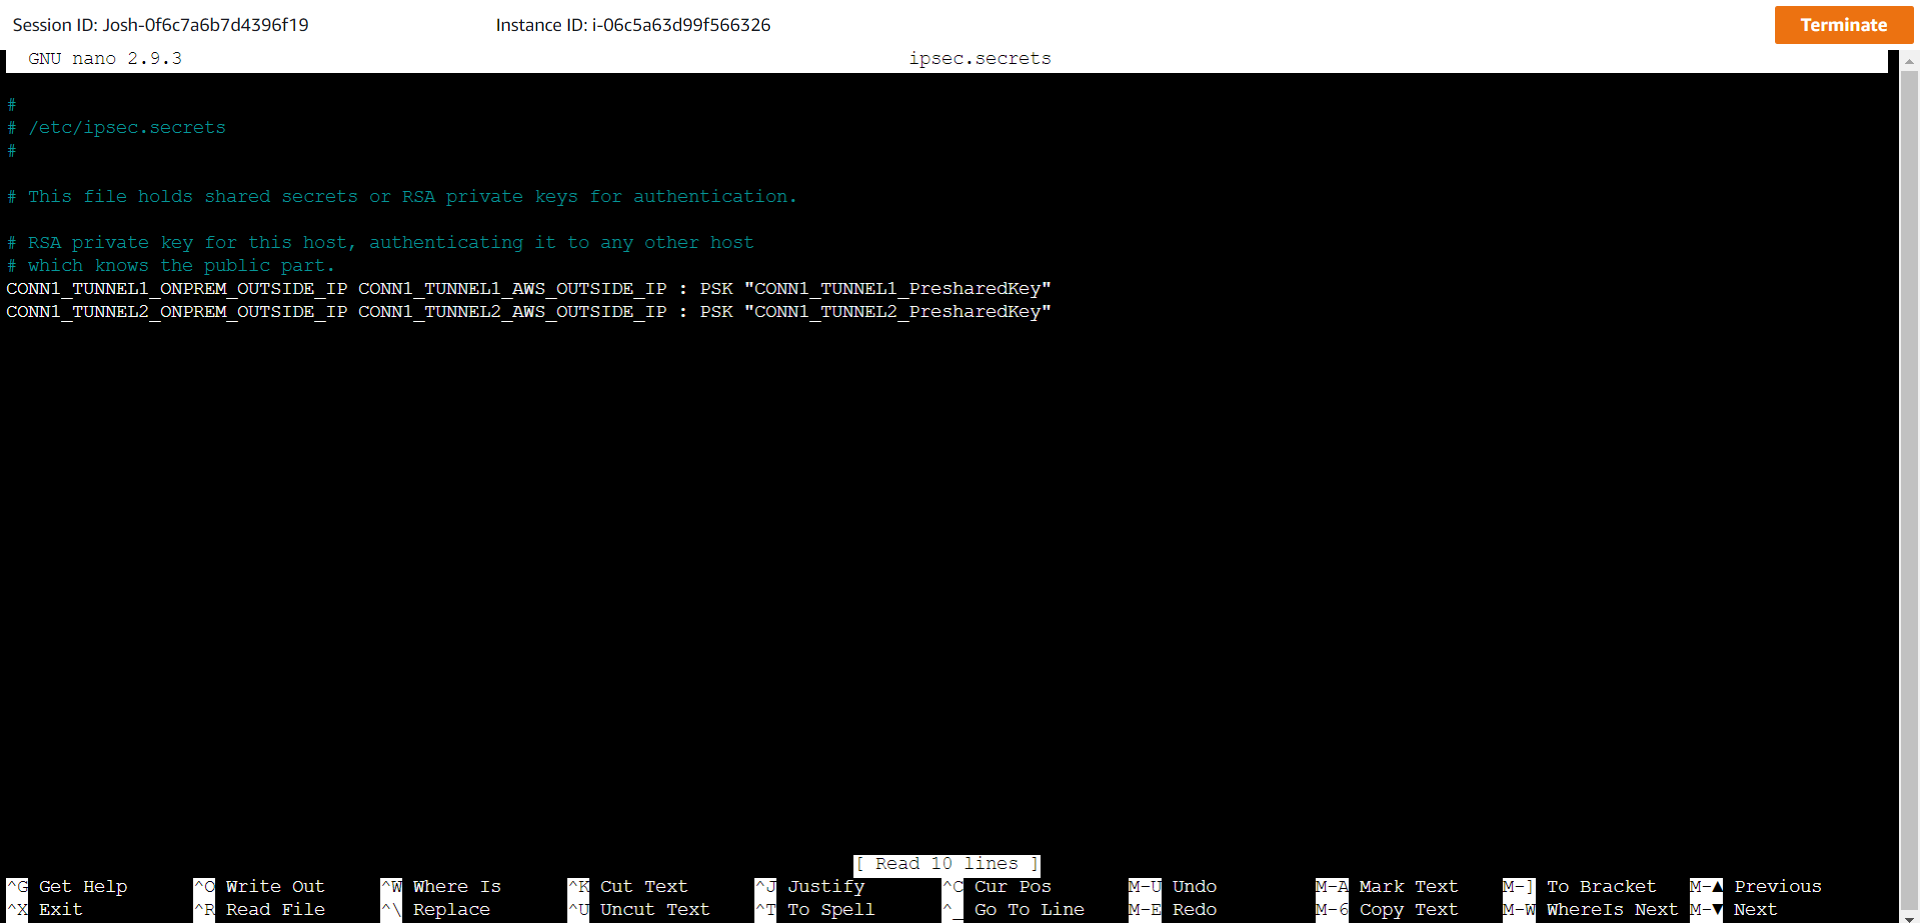 Session ID: Josh-0f6c7a6b7d4396f19 Instance ID: i-06c5a63d99f566326 Terminate
GNU nano 2.9.3 ipsec.secrets
#
# /etc/ipsec.secrets
#
# This file holds shared secrets or RSA private keys for authentication.
# RSA private key for this host, authenticating it to any other host
# which knows the public part.
CONN1_TUNNEL1_ONPREM_OUTSIDE_IP CONN1_TUNNEL1_AWS_OUTSIDE_IP : PSK "CONN1_TUNNEL1_PresharedKey"
CONN1_TUNNEL2_ONPREM_OUTSIDE_IP CONN1_TUNNEL2_AWS_OUTSIDE_IP : PSK "CONN1_TUNNEL2_PresharedKey"
[ Read 10 lines ]
^G Get Help ^O Write Out ^W Where Is ^K Cut Text ^J Justify ^C Cur Pos M-U Undo M-A Mark Text M-] To Bracket M-▲ Previous
^X Exit ^R Read File ^\ Replace ^U Uncut Text ^T To Spell ^_ Go To Line M-E Redo M-6 Copy Text M-W WhereIs Next M-▼ Next